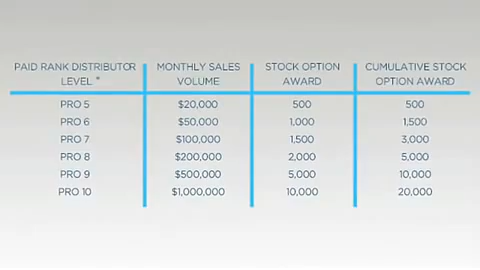 PAID RANK DISTRIBUTOR LEVEL * MONTHLY SALES VOLUME STOCK OPTION AWARD CUMULATIVE STOCK OPTION AWARD
PRO 5 $20,000 500 500
PRO 6 $50,000 1,000 1,500
PRO 7 $100,000 1,500 3,000
PRO 8 $200,000 2,000 5,000
PRO 9 $500,000 5,000 10,000
PRO 10 $1,000,000 10,000 20,000